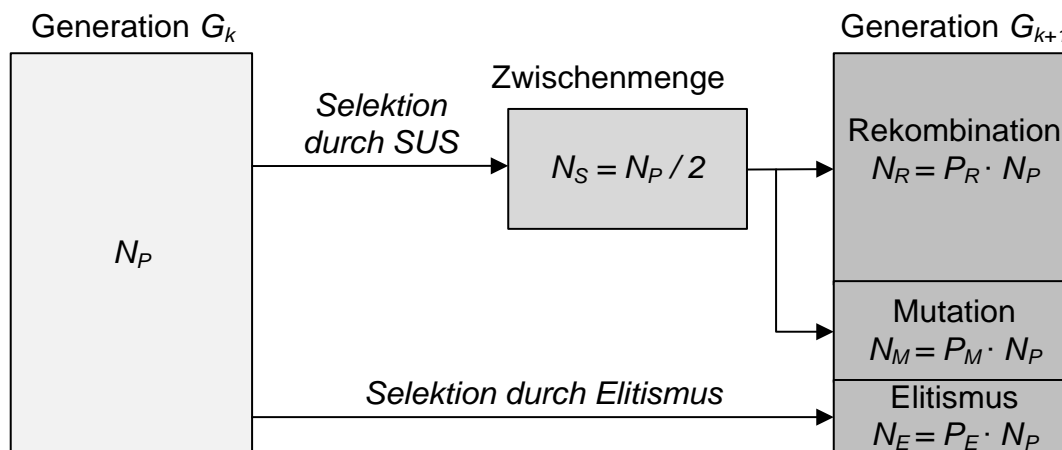 Generation G_k
Generation G_{k+1}
Zwischenmenge
Selektion
durch SUS
N_S = N_P / 2
Rekombination
N_R = P_R · N_P
N_P
Mutation
N_M = P_M · N_P
Selektion durch Elitismus
Elitismus
N_E = P_E · N_P